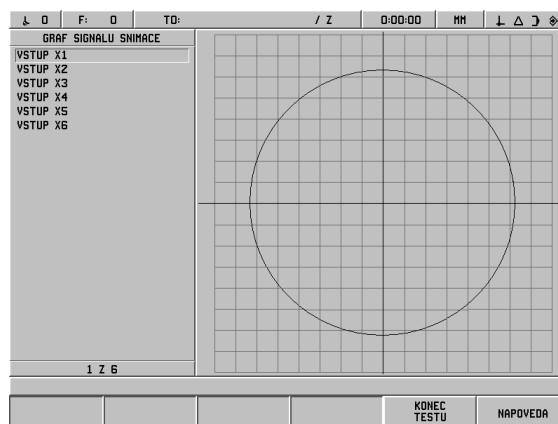 0 F: 0 T0: / Z 0:00:00 MM
GRAF SIGNALU SNIMACE
VSTUP X1
VSTUP X2
VSTUP X3
VSTUP X4
VSTUP X5
VSTUP X6
1 Z 6
KONEC
TESTU
NAPOVEDA